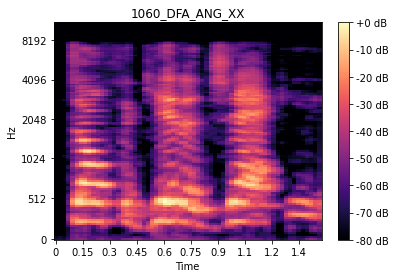 1060_DFA_ANG_XX
+0 dB
8192
-10 dB
4096
-20 dB
-30 dB
2048
Hz
-40 dB
1024
-50 dB
512
-60 dB
-70 dB
0
-80 dB
0 0.15 0.3 0.45 0.6 0.75 0.9 1.1 1.2 1.4
Time